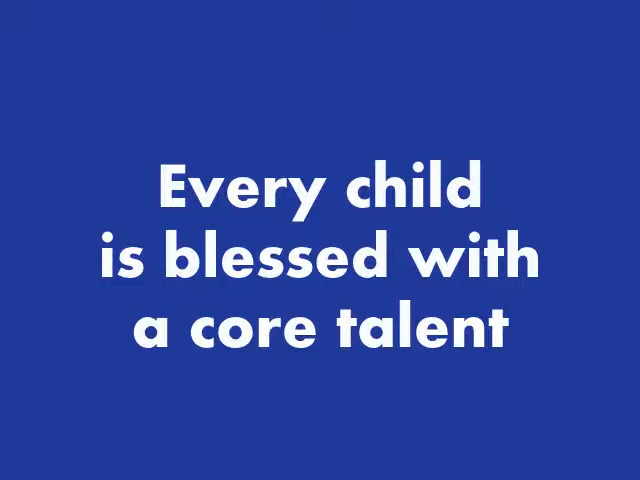 Every child
is blessed with
a core talent